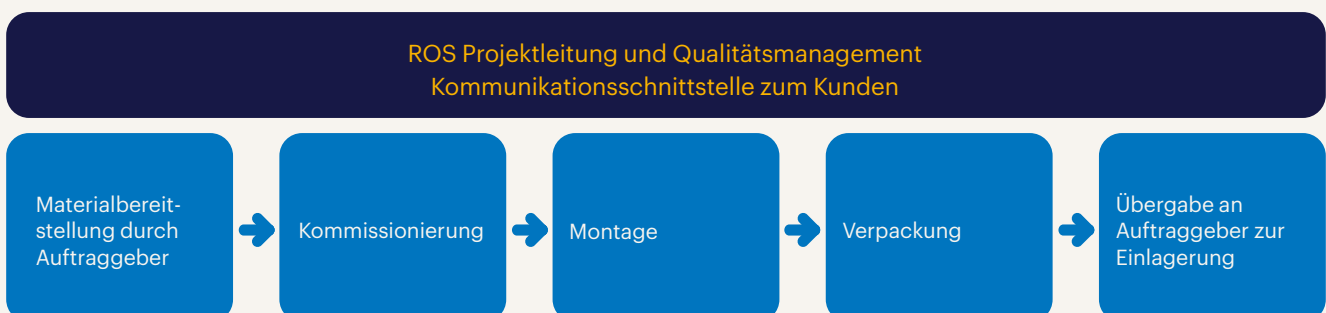 ROS Projektleitung und Qualitätsmanagement
Kommunikationsschnittstelle zum Kunden
Materialbereit-
stellung durch
Auftraggeber
Kommissionierung
Montage
Verpackung
Übergabe an
Auftraggeber zur
Einlagerung